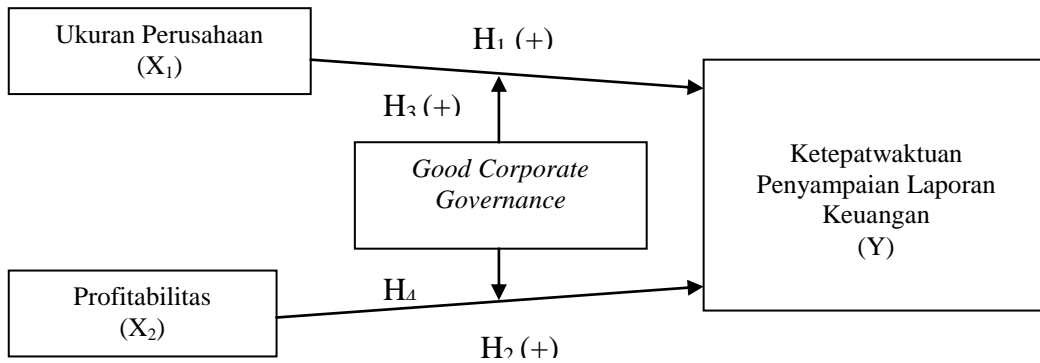 Ukuran Perusahaan
(X₁)
H₁ (+)
H₃ (+)
Good Corporate
Governance
Ketepatwaktuan
Penyampaian Laporan
Keuangan
(Y)
Profitabilitas
(X₂)
H₄
H₂ (+)